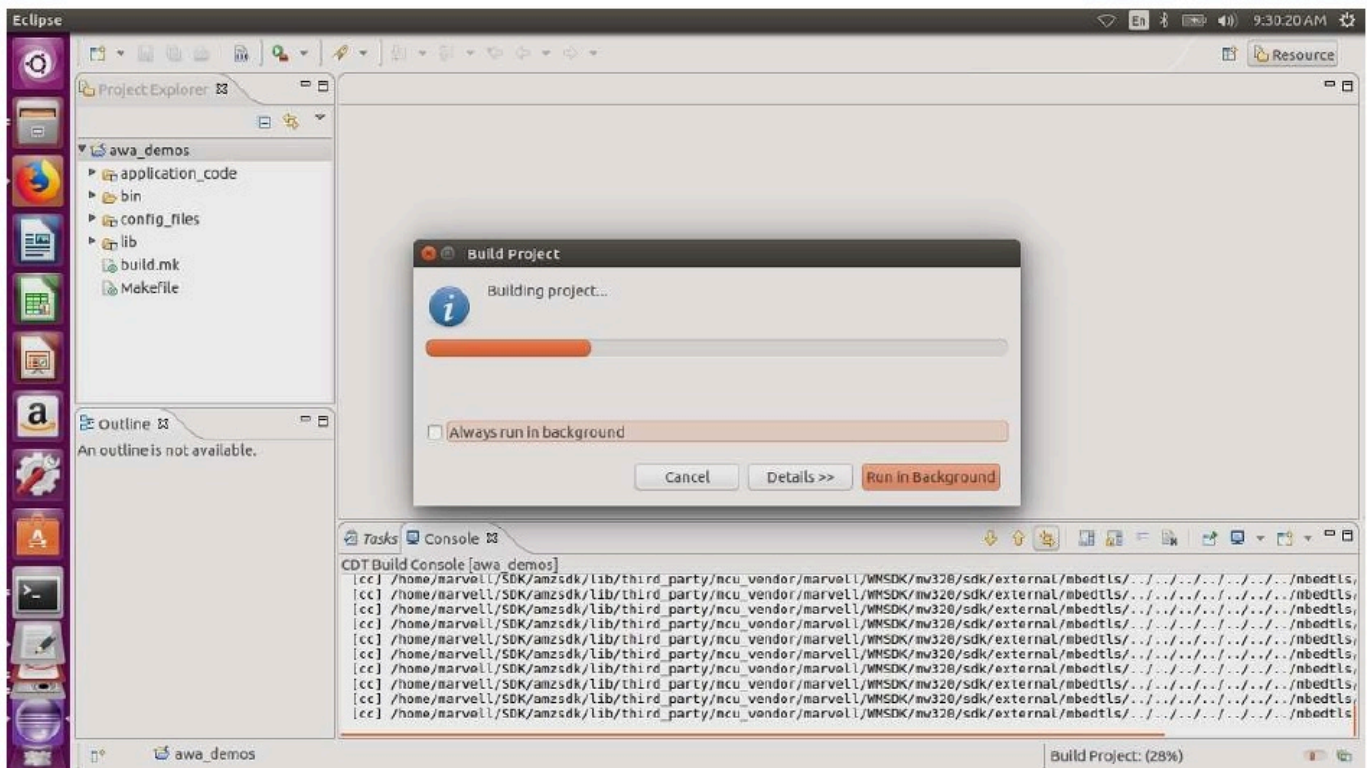 Eclipse
En
9:30:20 AM
Resource
Project Explorer
awa_demos
application_code
bin
config_files
lib
build.mk
Makefile
Build Project
Building project...
Always run in background
Cancel
Details >>
Run in Background
Outline
An outline is not available.
Tasks
Console
CDT Build Console [awa_demos]
[cc] /home/marvell/SDK/amzsdk/lib/third_party/mcu_vendor/marvell/WMSDK/mw320/sdk/external/mbedtls/../../../../../../mbedtls/
[cc] /home/marvell/SDK/amzsdk/lib/third_party/mcu_vendor/marvell/WMSDK/mw320/sdk/external/mbedtls/../../../../../../mbedtls/
[cc] /home/marvell/SDK/amzsdk/lib/third_party/mcu_vendor/marvell/WMSDK/mw320/sdk/external/mbedtls/../../../../../../mbedtls/
[cc] /home/marvell/SDK/amzsdk/lib/third_party/mcu_vendor/marvell/WMSDK/mw320/sdk/external/mbedtls/../../../../../../mbedtls/
[cc] /home/marvell/SDK/amzsdk/lib/third_party/mcu_vendor/marvell/WMSDK/mw320/sdk/external/mbedtls/../../../../../../mbedtls/
[cc] /home/marvell/SDK/amzsdk/lib/third_party/mcu_vendor/marvell/WMSDK/mw320/sdk/external/mbedtls/../../../../../../mbedtls/
[cc] /home/marvell/SDK/amzsdk/lib/third_party/mcu_vendor/marvell/WMSDK/mw320/sdk/external/mbedtls/../../../../../../mbedtls/
[cc] /home/marvell/SDK/amzsdk/lib/third_party/mcu_vendor/marvell/WMSDK/mw320/sdk/external/mbedtls/../../../../../../mbedtls/
[cc] /home/marvell/SDK/amzsdk/lib/third_party/mcu_vendor/marvell/WMSDK/mw320/sdk/external/mbedtls/../../../../../../mbedtls/
[cc] /home/marvell/SDK/amzsdk/lib/third_party/mcu_vendor/marvell/WMSDK/mw320/sdk/external/mbedtls/../../../../../../mbedtls
awa_demos
Build Project: (28%)